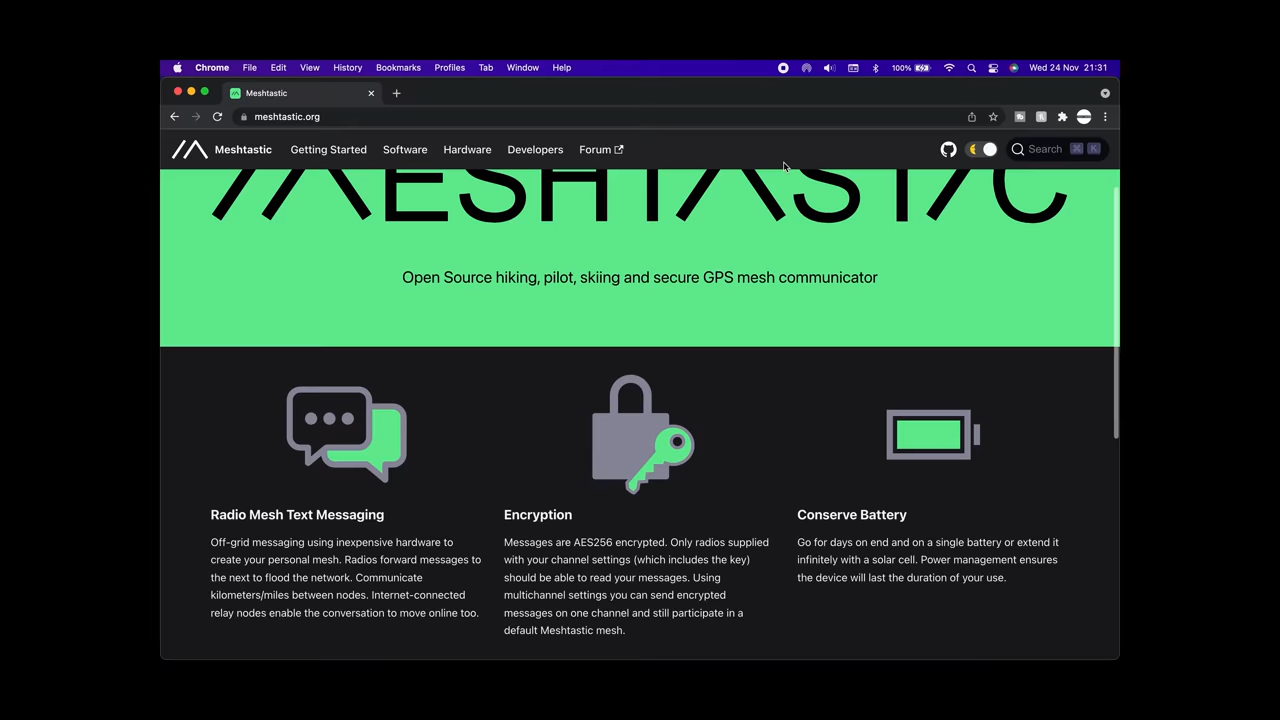 Chrome File Edit View History Bookmarks Profiles Tab Window Help 100% Wed 24 Nov 21:31
Meshtastic
meshtastic.org
Meshtastic Getting Started Software Hardware Developers Forum Search ⌘ K
MESHTASTIC
Open Source hiking, pilot, skiing and secure GPS mesh communicator
Radio Mesh Text Messaging
Off-grid messaging using inexpensive hardware to
create your personal mesh. Radios forward messages to
the next to flood the network. Communicate
kilometers/miles between nodes. Internet-connected
relay nodes enable the conversation to move online too.
Encryption
Messages are AES256 encrypted. Only radios supplied
with your channel settings (which includes the key)
should be able to read your messages. Using
multichannel settings you can send encrypted
messages on one channel and still participate in a
default Meshtastic mesh.
Conserve Battery
Go for days on end and on a single battery or extend it
infinitely with a solar cell. Power management ensures
the device will last the duration of your use.